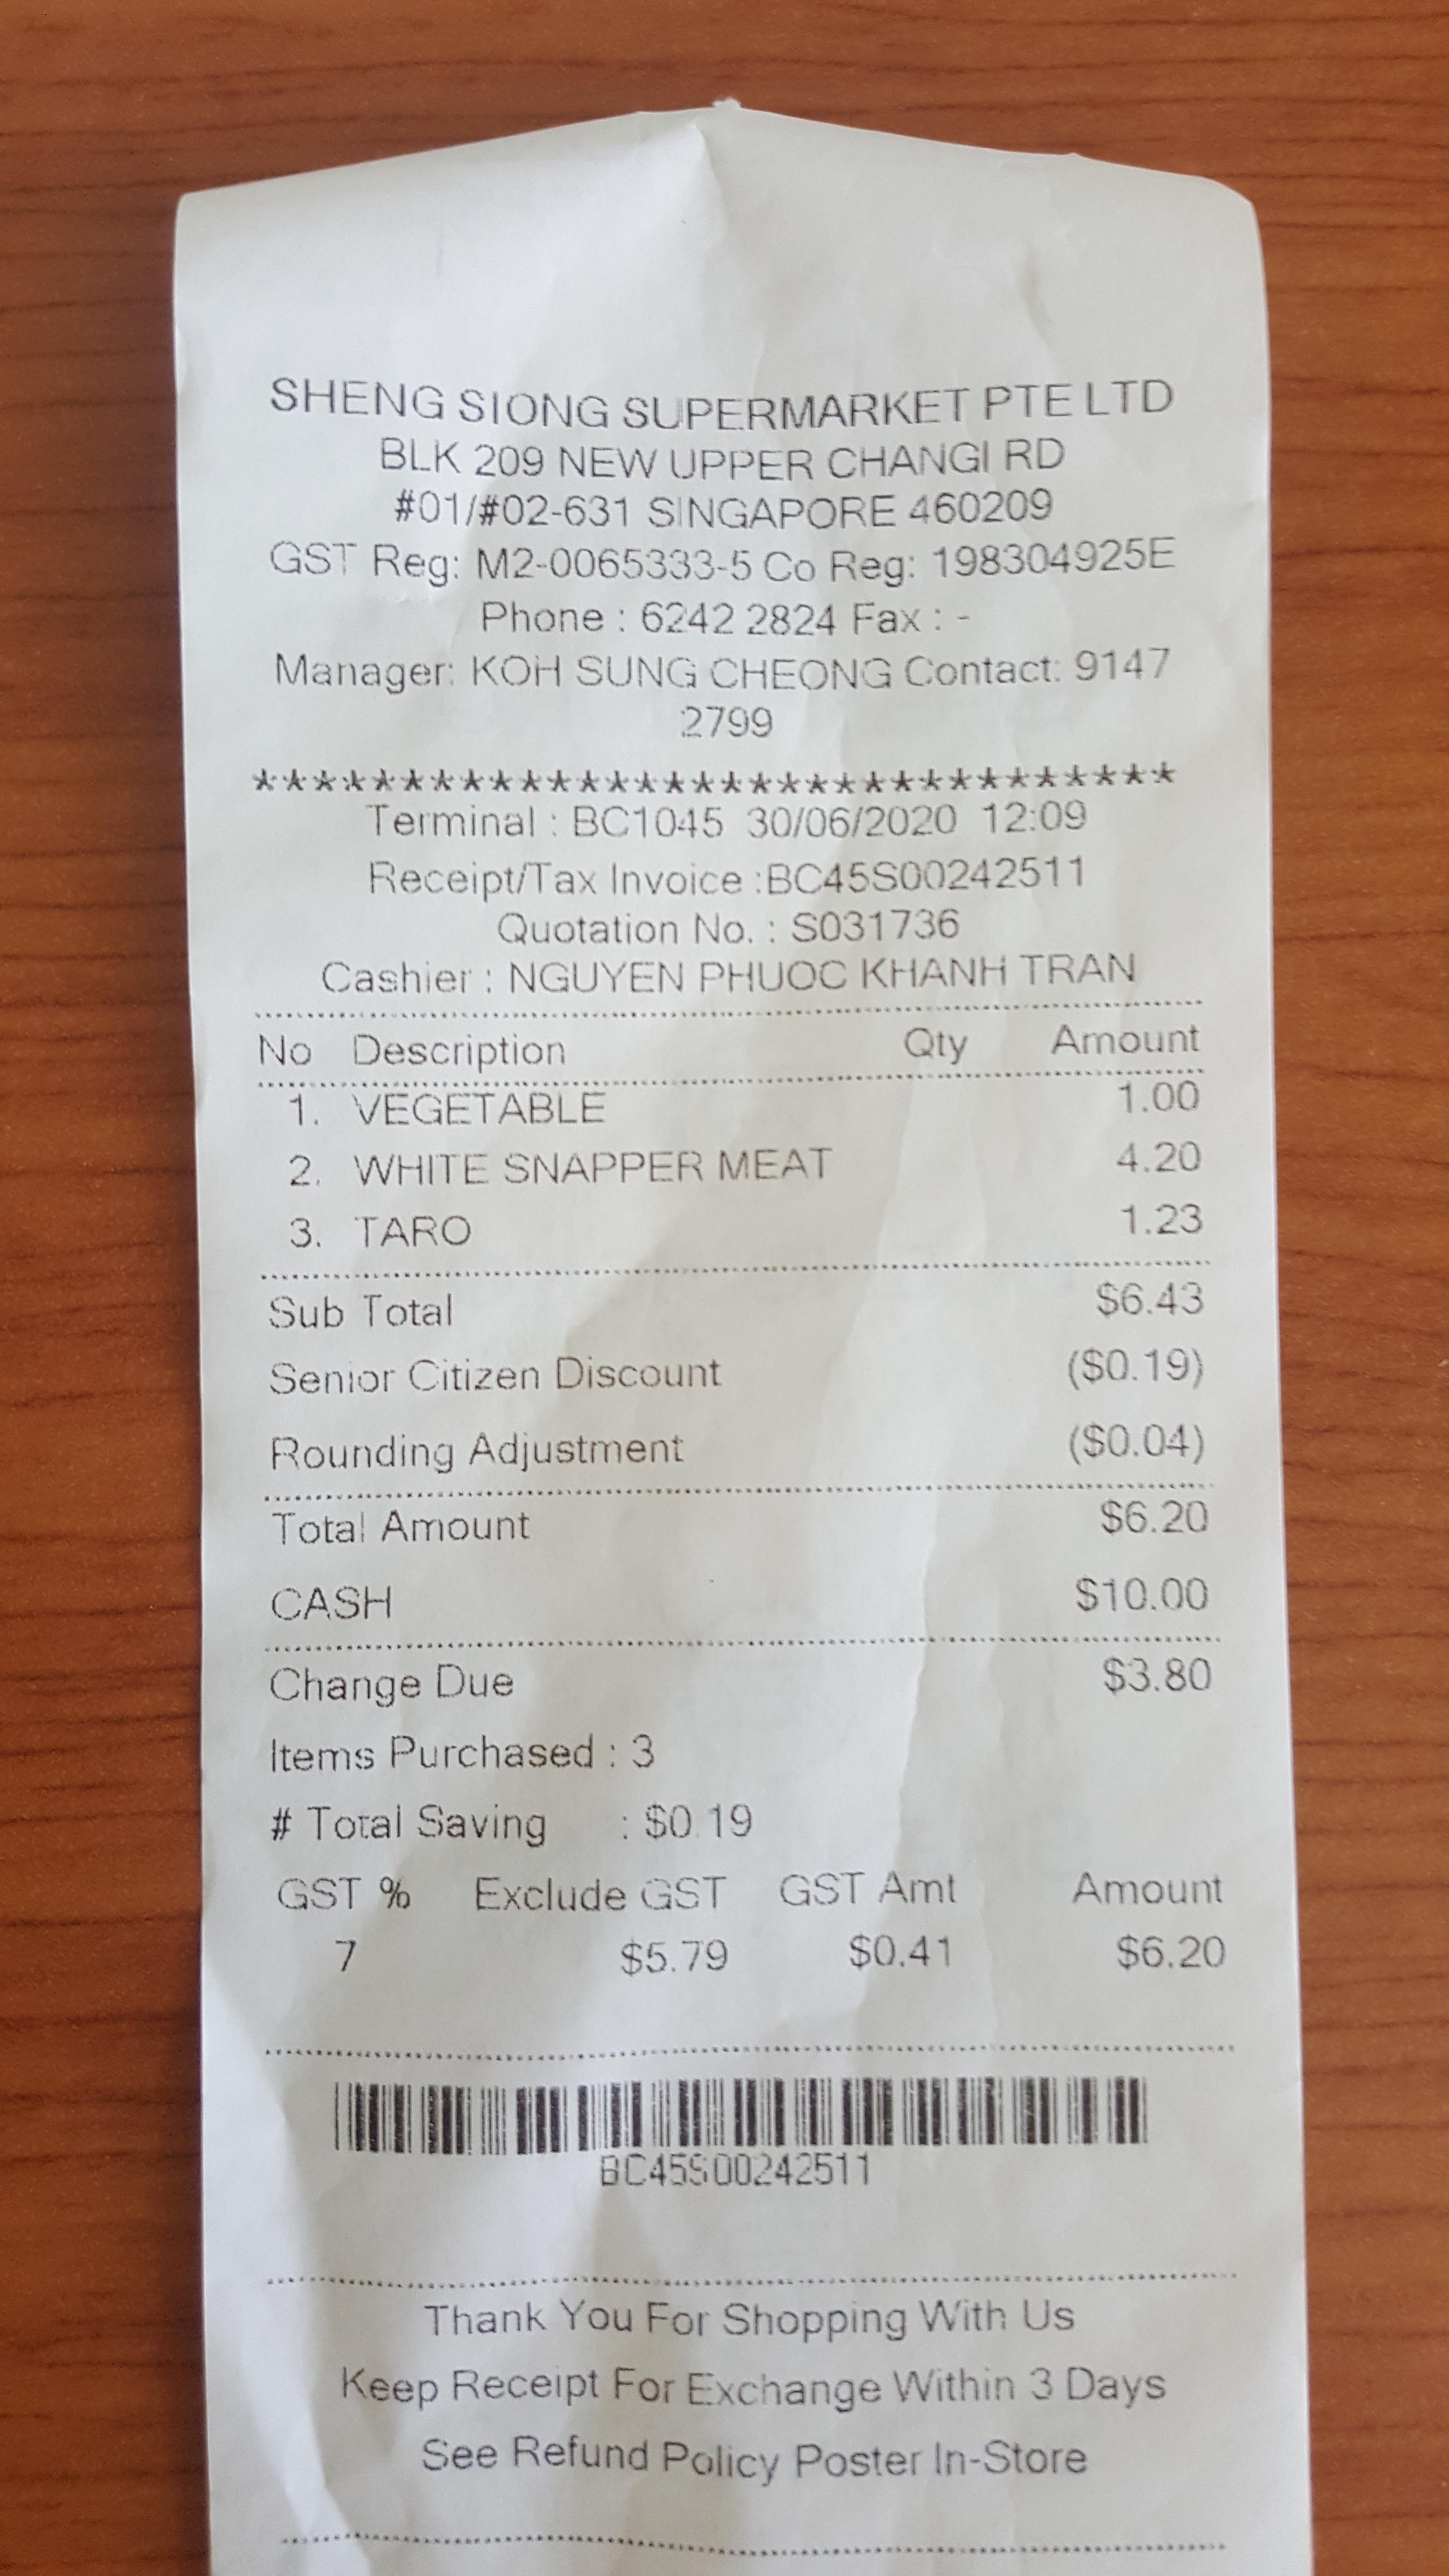 SHENG SIONG SUPERMARKET PTE LTD
BLK 209 NEW UPPER CHANGI RD
#01/#02-631 SINGAPORE 460209
GST Reg: M2-0065333-5 Co Reg: 198304925E
Phone : 6242 2824 Fax : -
Manager: KOH SUNG CHEONG Contact: 9147
2799
********************************
Terminal : BC1045 30/06/2020 12:09
Receipt/Tax Invoice :BC45S00242511
Quotation No. : S031736
Cashier : NGUYEN PHUOC KHANH TRAN
No Description Qty Amount
1. VEGETABLE 1.00
2. WHITE SNAPPER MEAT 4.20
3. TARO 1.23
Sub Total $6.43
Senior Citizen Discount ($0.19)
Rounding Adjustment ($0.04)
Total Amount $6.20
CASH $10.00
Change Due $3.80
Items Purchased : 3
# Total Saving : $0.19
GST % Exclude GST GST Amt Amount
7 $5.79 $0.41 $6.20
BC45S00242511
Thank You For Shopping With Us
Keep Receipt For Exchange Within 3 Days
See Refund Policy Poster In-Store